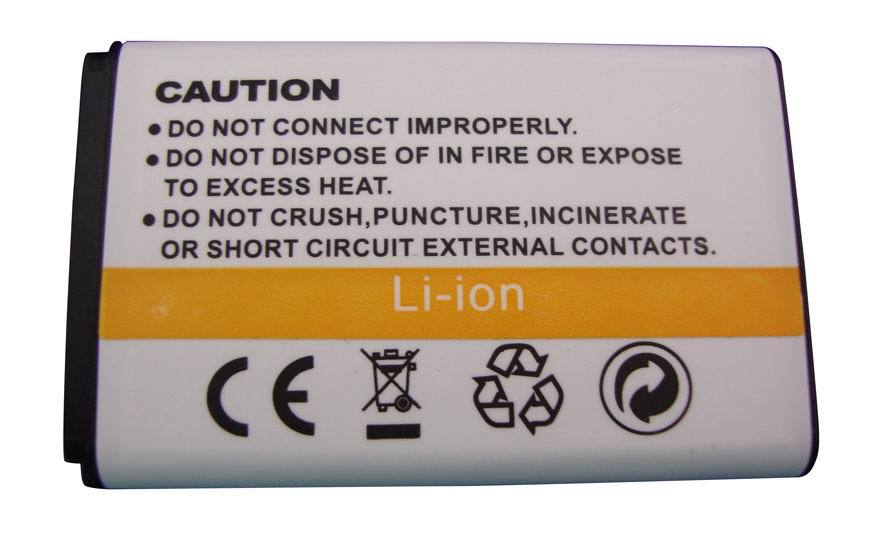 CAUTION
• DO NOT CONNECT IMPROPERLY.
• DO NOT DISPOSE OF IN FIRE OR EXPOSE
TO EXCESS HEAT.
• DO NOT CRUSH,PUNCTURE,INCINERATE
OR SHORT CIRCUIT EXTERNAL CONTACTS.
Li-ion
CE